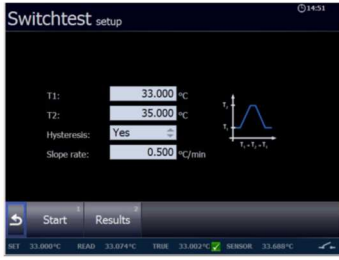 14:51
Switchtest setup
T1: 33.000 °C
T2: 35.000 °C
Hysteresis: Yes
Slope rate: 0.500 °C/min
T₂
T₁
T₁ - T₂ - T₁
1 2
Start Results
SET 33.000°C READ 33.074°C TRUE 33.002°C SENSOR 33.688°C